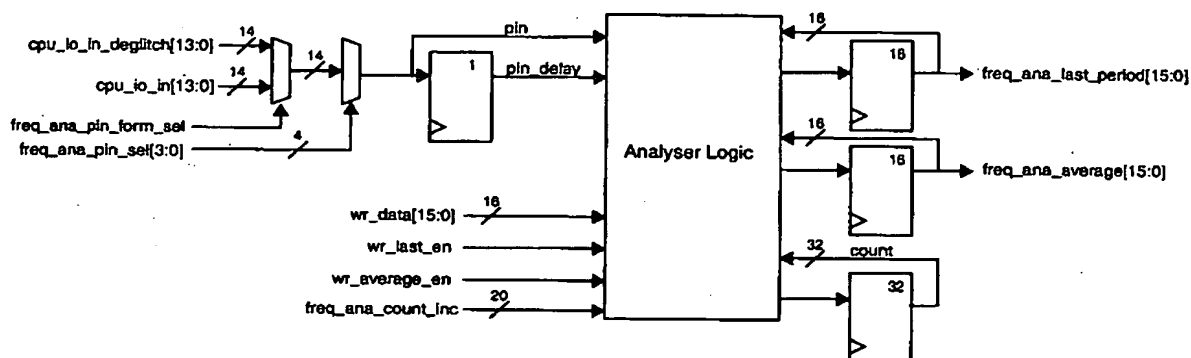 cpu_io_in_deglitch[13:0]
14
cpu_io_in[13:0]
14
14
freq_ana_pin_form_sel
freq_ana_pin_sel[3:0]
4
1
pin
pin_delay
Analyser Logic
wr_data[15:0]
16
wr_last_en
wr_average_en
freq_ana_count_inc
20
16
16
freq_ana_last_period[15:0]
16
16
freq_ana_average[15:0]
32
count
32